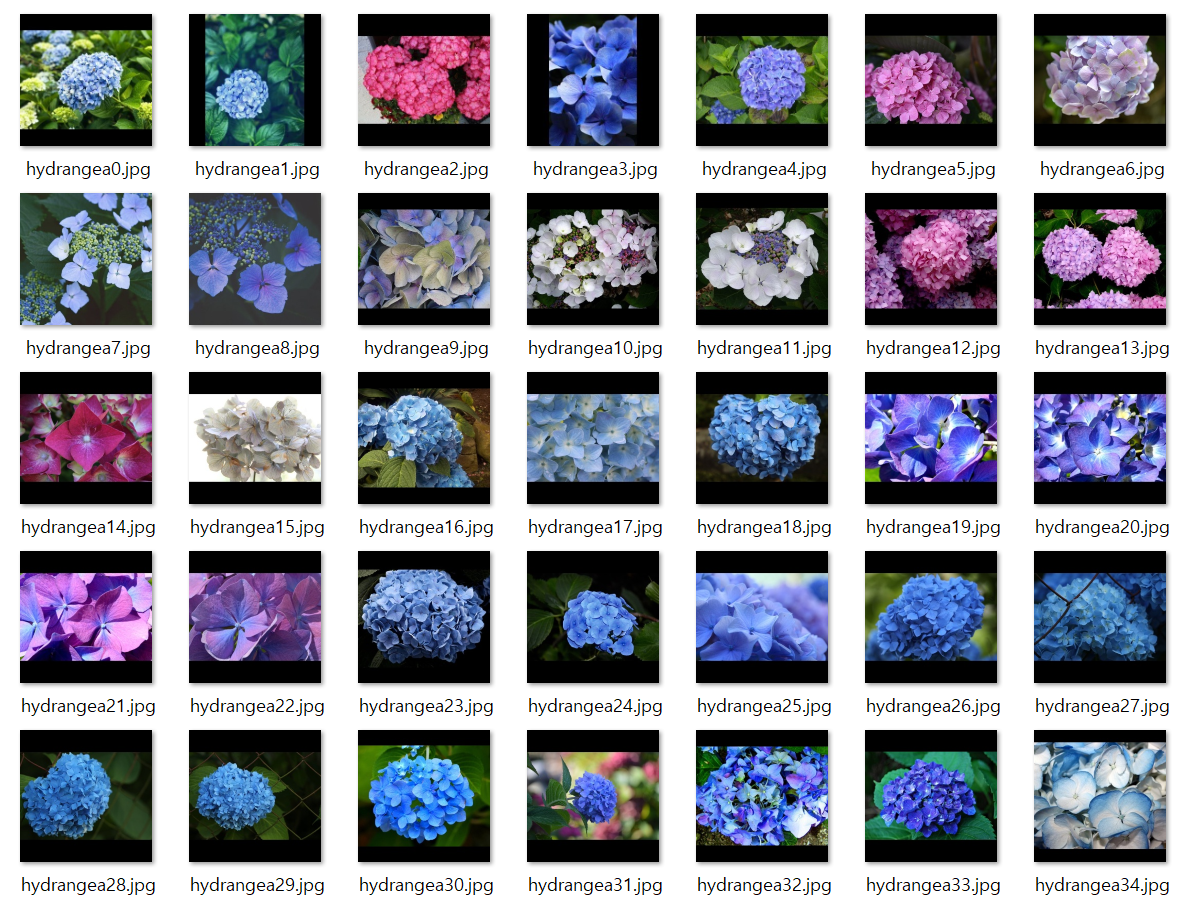 hydrangea0.jpg hydrangea1.jpg hydrangea2.jpg hydrangea3.jpg hydrangea4.jpg hydrangea5.jpg hydrangea6.jpg
hydrangea7.jpg hydrangea8.jpg hydrangea9.jpg hydrangea10.jpg hydrangea11.jpg hydrangea12.jpg hydrangea13.jpg
hydrangea14.jpg hydrangea15.jpg hydrangea16.jpg hydrangea17.jpg hydrangea18.jpg hydrangea19.jpg hydrangea20.jpg
hydrangea21.jpg hydrangea22.jpg hydrangea23.jpg hydrangea24.jpg hydrangea25.jpg hydrangea26.jpg hydrangea27.jpg
hydrangea28.jpg hydrangea29.jpg hydrangea30.jpg hydrangea31.jpg hydrangea32.jpg hydrangea33.jpg hydrangea34.jpg